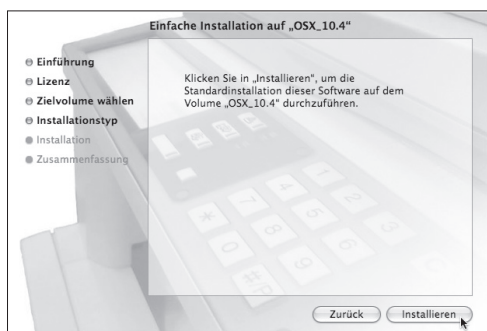 Einfache Installation auf „OSX_10.4“
Einführung
Lizenz
Zielvolume wählen
Installationstyp
Installation
Zusammenfassung
Klicken Sie in „Installieren“, um die
Standardinstallation dieser Software auf dem
Volume „OSX_10.4“ durchzuführen.
Zurück
Installieren